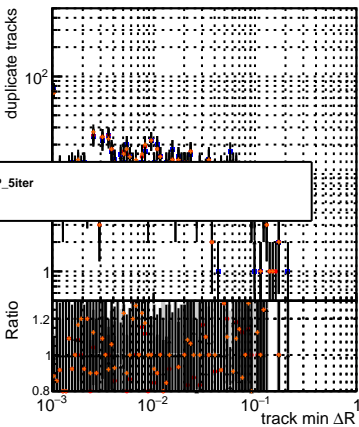 duplicate tracks
10²
_5iter
1
Ratio
1.2
1
0.8
10⁻³ 10⁻² 10⁻¹ 1
track min ΔR